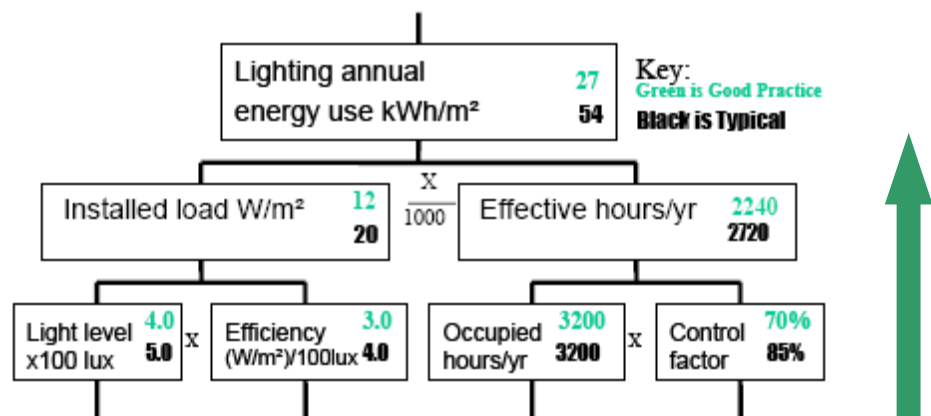 Lighting annual 27
energy use kWh/m² 54
Key:
Green is Good Practice
Black is Typical
Installed load W/m² 12
20
X
1000
Effective hours/yr 2240
2720
Light level 4.0
x100 lux 5.0
x
Efficiency 3.0
(W/m²)/100lux 4.0
Occupied 3200
hours/yr 3200
x
Control 70%
factor 85%